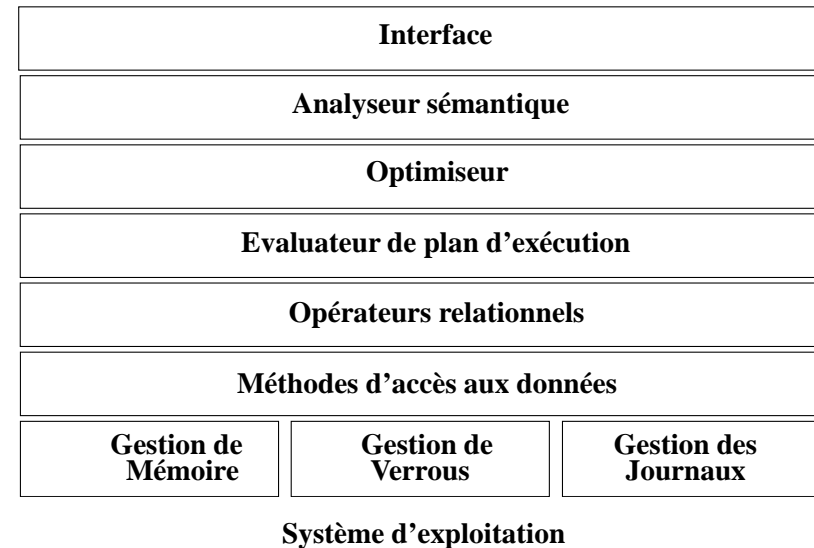 Interface
Analyseur sémantique
Optimiseur
Evaluateur de plan d’exécution
Opérateurs relationnels
Méthodes d’accès aux données
Gestion de
Mémoire
Gestion de
Verrous
Gestion des
Journaux
Système d’exploitation